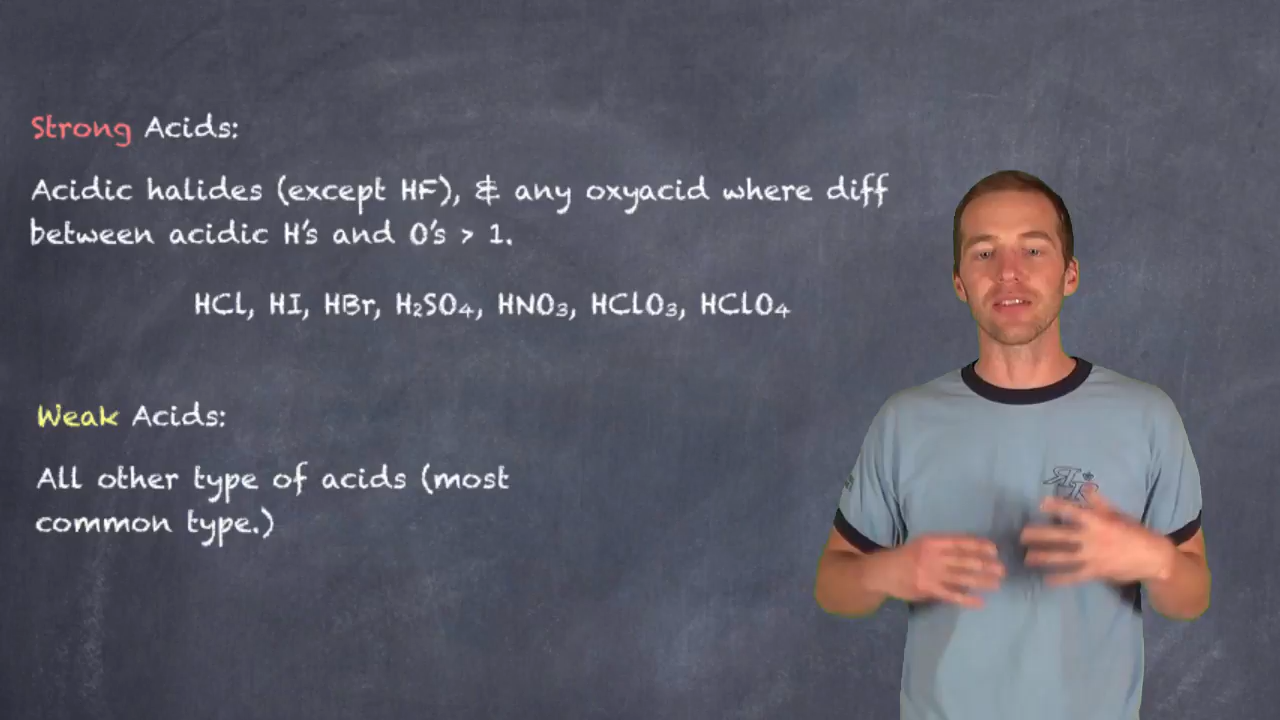 Strong Acids:
Acidic halides (except HF), & any oxyacid where diff
between acidic H's and O's > 1.
HCl, HI, HBr, H₂SO₄, HNO₃, HClO₃, HClO₄
Weak Acids:
All other type of acids (most
common type.)